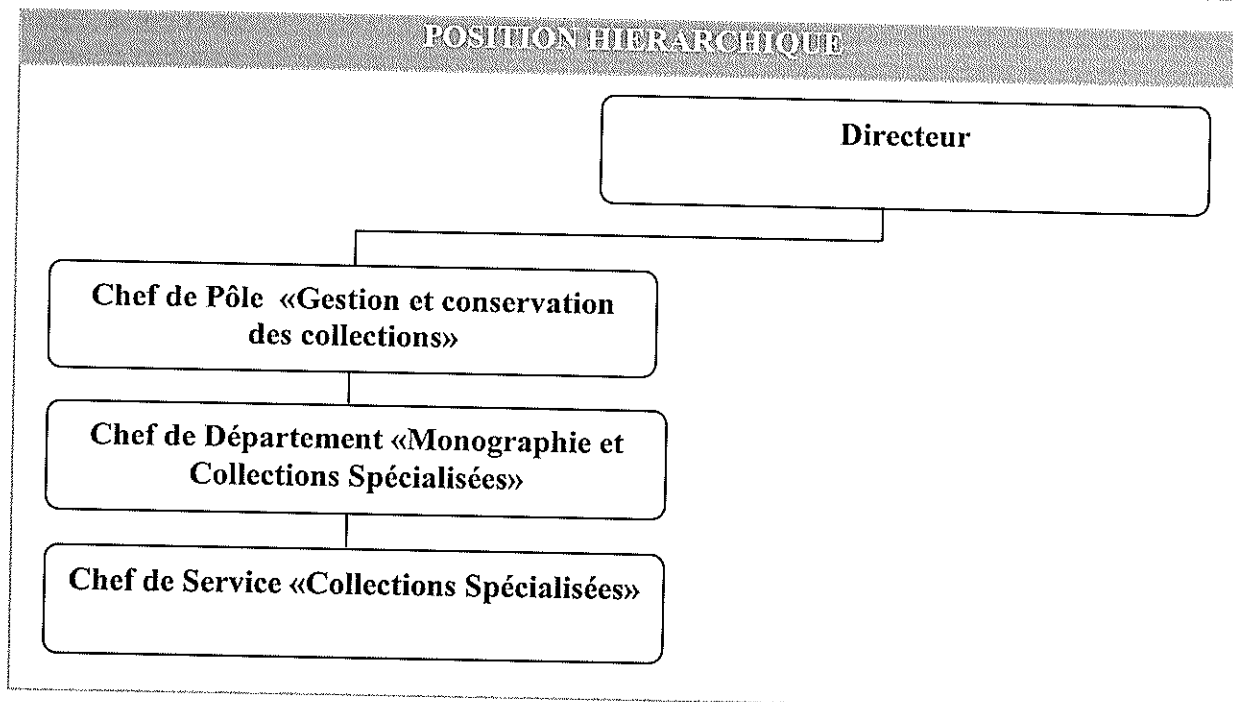 POSITION HIERARCHIQUE
Directeur
Chef de Pôle «Gestion et conservation
des collections»
Chef de Département «Monographie et
Collections Spécialisées»
Chef de Service «Collections Spécialisées»